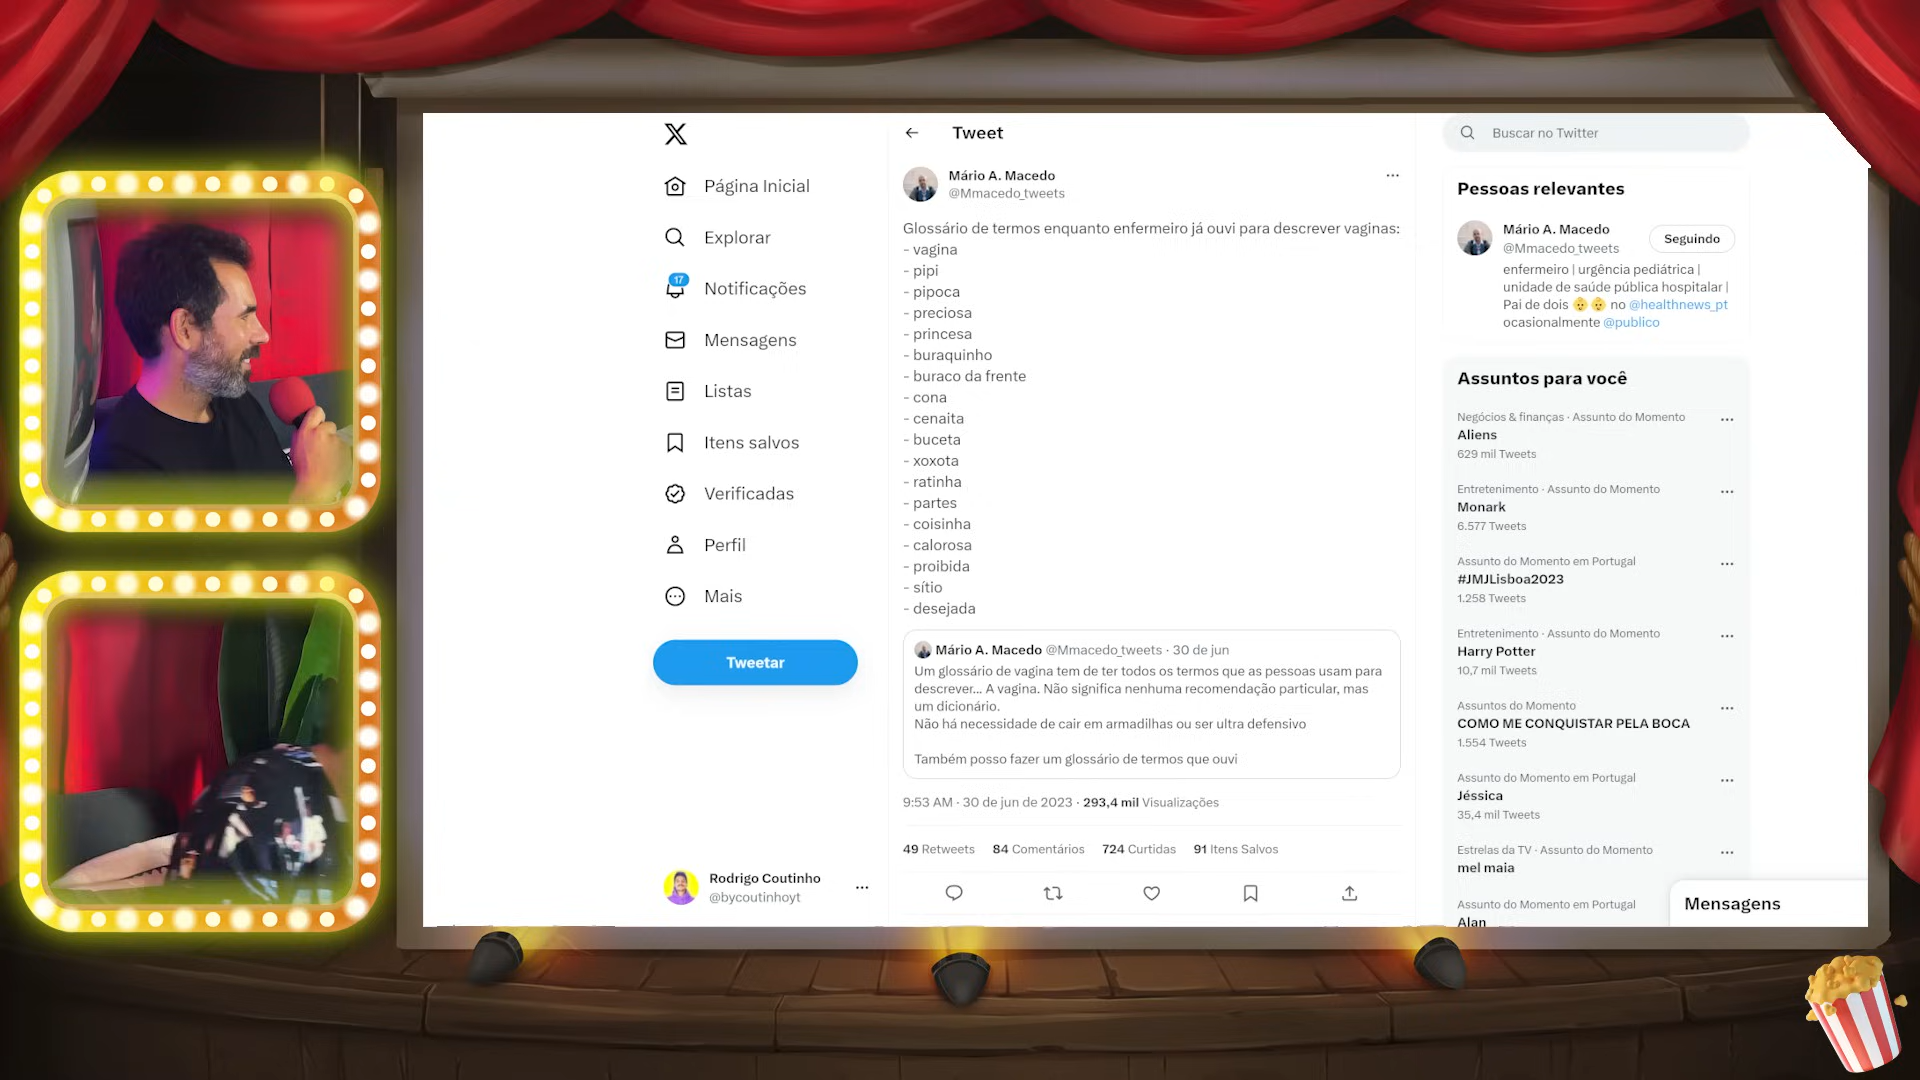 Página Inicial
Explorar
17
Notificações
Mensagens
Listas
Itens salvos
Verificadas
Perfil
Mais
Tweetar
Rodrigo Coutinho
@bycoutinhoyt
Tweet
Mário A. Macedo
@Mmacedo_tweets
Glossário de termos enquanto enfermeiro já ouvi para descrever vaginas:
- vagina
- pipi
- pipoca
- preciosa
- princesa
- buraquinho
- buraco da frente
- cona
- cenaita
- buceta
- xoxota
- ratinha
- partes
- coisinha
- calorosa
- proibida
- sítio
- desejada
Mário A. Macedo @Mmacedo_tweets · 30 de jun
Um glossário de vagina tem de ter todos os termos que as pessoas usam para
descrever... A vagina. Não significa nenhuma recomendação particular, mas
um dicionário.
Não há necessidade de cair em armadilhas ou ser ultra defensivo
Também posso fazer um glossário de termos que ouvi
9:53 AM · 30 de jun de 2023 · 293,4 mil Visualizações
49 Retweets 84 Comentários 724 Curtidas 91 Itens Salvos
Buscar no Twitter
Pessoas relevantes
Mário A. Macedo
@Mmacedo_tweets
Seguindo
enfermeiro | urgência pediátrica |
unidade de saúde pública hospitalar |
Pai de dois 👶👶 no @healthnews_pt
ocasionalmente @publico
Assuntos para você
Negócios & finanças · Assunto do Momento
Aliens
629 mil Tweets
Entretenimento · Assunto do Momento
Monark
6.577 Tweets
Assunto do Momento em Portugal
#JMJLisboa2023
1.258 Tweets
Entretenimento · Assunto do Momento
Harry Potter
10,7 mil Tweets
Assuntos do Momento
COMO ME CONQUISTAR PELA BOCA
1.554 Tweets
Assunto do Momento em Portugal
Jéssica
35,4 mil Tweets
Estrelas da TV · Assunto do Momento
mel maia
Assunto do Momento em Portugal
Alan
Mensagens